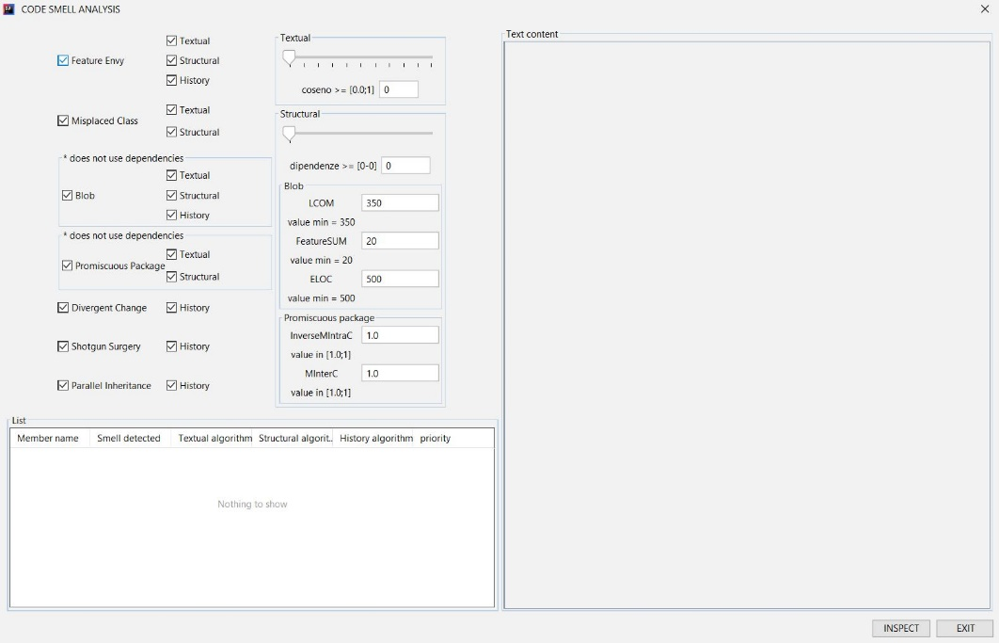 CODE SMELL ANALYSIS
Feature Envy
Textual
Structural
History
Misplaced Class
Textual
Structural
* does not use dependencies
Blob
Textual
Structural
History
* does not use dependencies
Promiscuous Package
Textual
Structural
Divergent Change
History
Shotgun Surgery
History
Parallel Inheritance
History
Textual
coseno >= [0.0;1] 0
Structural
dipendenze >= [0-0] 0
Blob
LCOM 350
value min = 350
FeatureSUM 20
value min = 20
ELOC 500
value min = 500
Promiscuous package
InverseMIntraC 1.0
value in [1.0;1]
MInterC 1.0
value in [1.0;1]
List
Member name Smell detected Textual algorithm Structural algorit.. History algorithm priority
Nothing to show
Text content
INSPECT EXIT